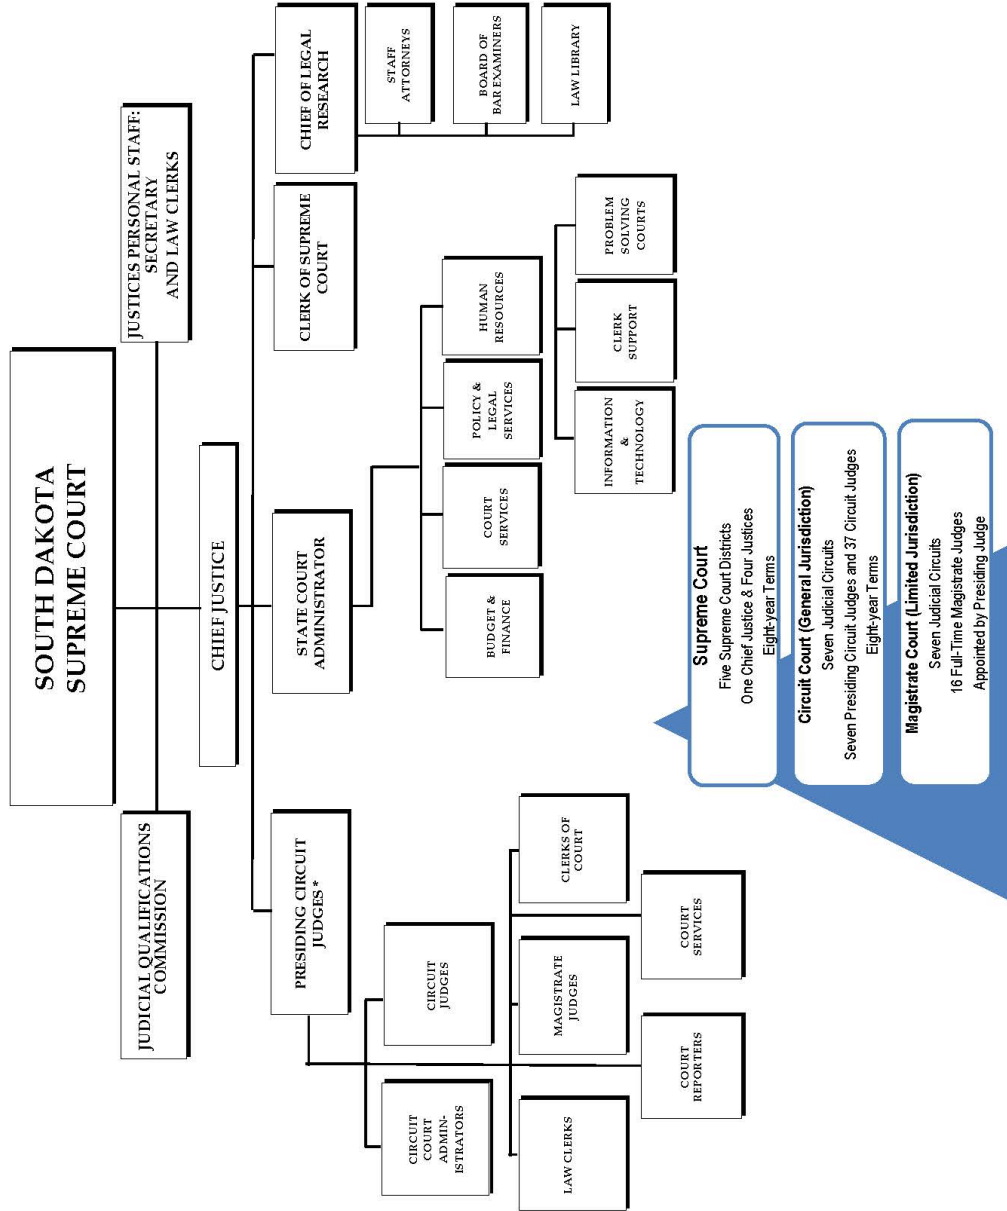 SOUTH DAKOTA
SUPREME COURT
JUDICIAL QUALIFICATIONS
COMMISSION
JUSTICES PERSONAL STAFF:
SECRETARY
AND LAW CLERKS
CHIEF JUSTICE
PRESIDING CIRCUIT
JUDGES *
STATE COURT
ADMINISTRATOR
CLERK OF SUPREME
COURT
CHIEF OF LEGAL
RESEARCH
STAFF
ATTORNEYS
BOARD OF
BAR EXAMINERS
LAW LIBRARY
CIRCUIT
COURT
ADMIN-
ISTRATORS
CIRCUIT
JUDGES
LAW CLERKS
MAGISTRATE
JUDGES
CLERKS OF
COURT
COURT
REPORTERS
COURT
SERVICES
BUDGET &
FINANCE
COURT
SERVICES
POLICY &
LEGAL
SERVICES
HUMAN
RESOURCES
INFORMATION
&
TECHNOLOGY
CLERK
SUPPORT
PROBLEM
SOLVING
COURTS
Supreme Court
Five Supreme Court Districts
One Chief Justice & Four Justices
Eight-year Terms
Circuit Court (General Jurisdiction)
Seven Judicial Circuits
Seven Presiding Circuit Judges and 37 Circuit Judges
Eight-year Terms
Magistrate Court (Limited Jurisdiction)
Seven Judicial Circuits
16 Full-Time Magistrate Judges
Appointed by Presiding Judge